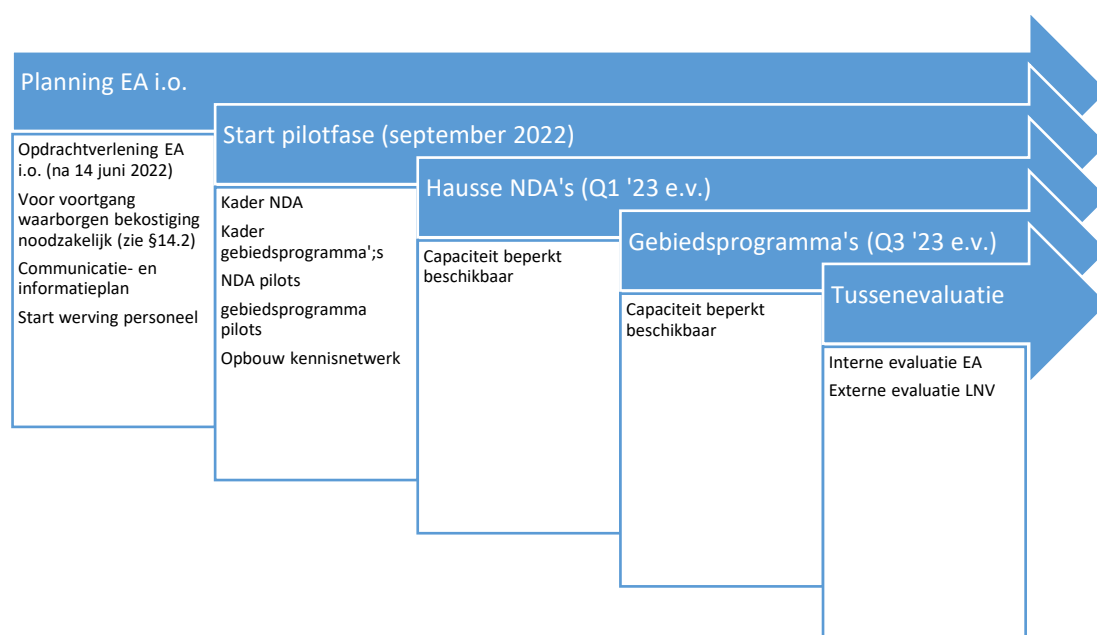 Planning EA i.o.
Opdrachtverlening EA
i.o. (na 14 juni 2022)
Voor voortgang
waarborgen bekostiging
noodzakelijk (zie §14.2)
Communicatie- en
informatieplan
Start werving personeel
Start pilotfase (september 2022)
Kader NDA
Kader
gebiedsprogramma';s
NDA pilots
gebiedsprogramma
pilots
Opbouw kennisnetwerk
Hausse NDA's (Q1 '23 e.v.)
Capaciteit beperkt
beschikbaar
Gebiedsprogramma's (Q3 '23 e.v.)
Capaciteit beperkt
beschikbaar
Tussenevaluatie
Interne evaluatie EA
Externe evaluatie LNV